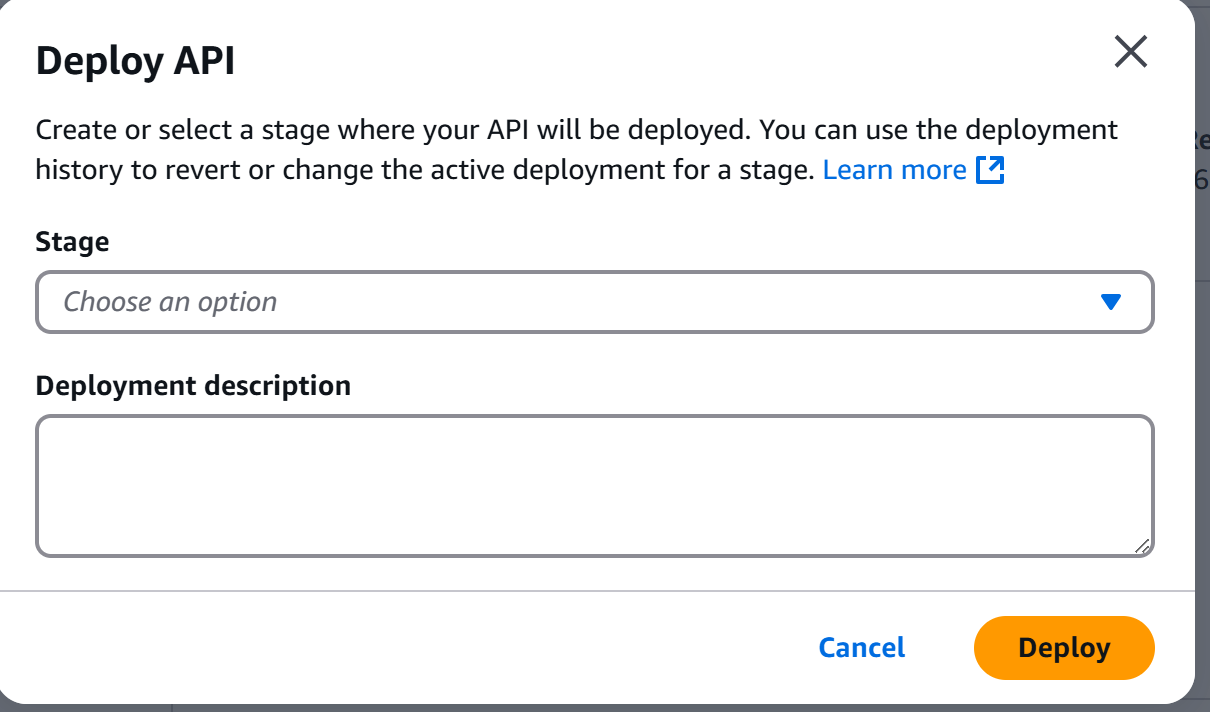 Deploy API
Create or select a stage where your API will be deployed. You can use the deployment
history to revert or change the active deployment for a stage. Learn more
Stage
Choose an option
Deployment description
Cancel
Deploy